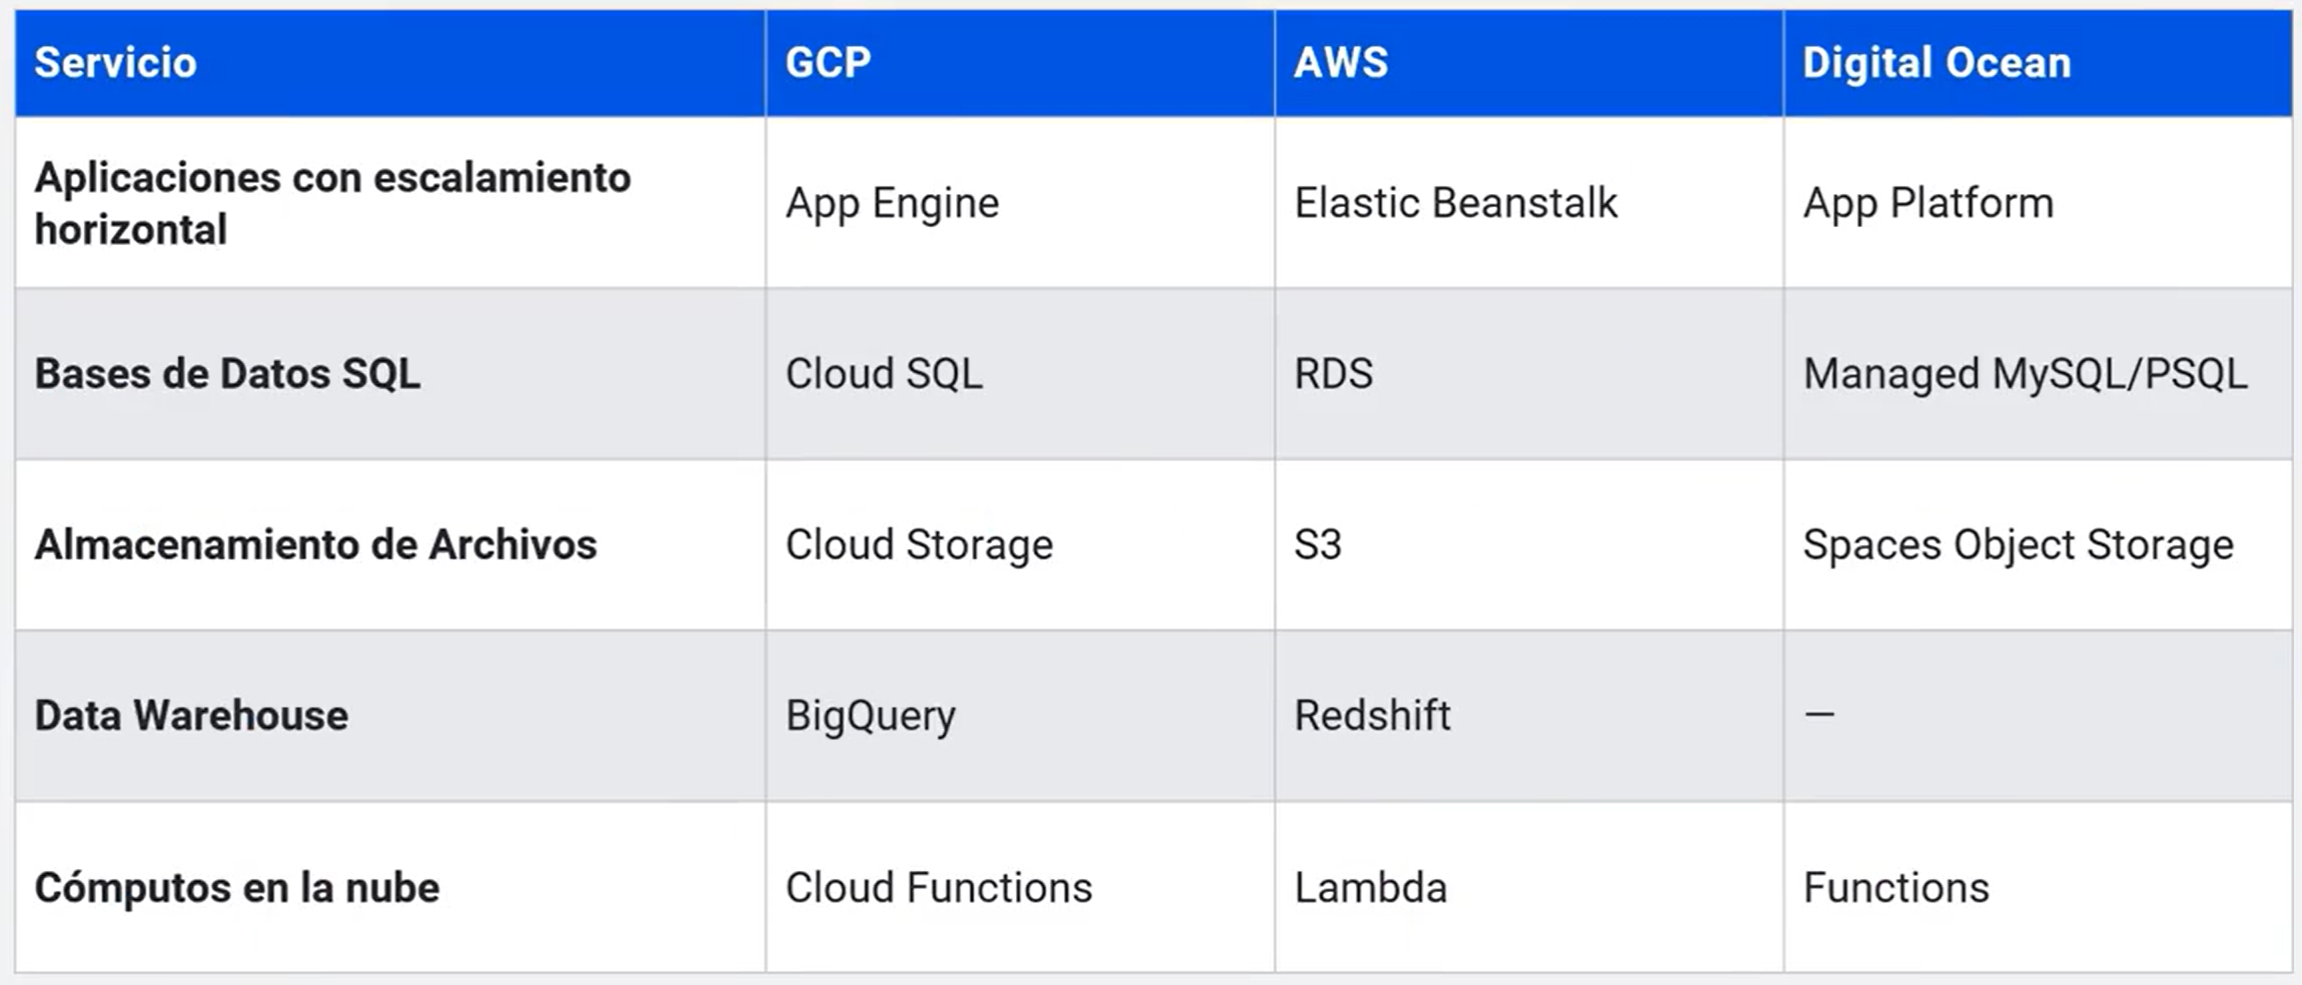 Servicio GCP AWS Digital Ocean
Aplicaciones con escalamiento
horizontal
App Engine Elastic Beanstalk App Platform
Bases de Datos SQL Cloud SQL RDS Managed MySQL/PSQL
Almacenamiento de Archivos Cloud Storage S3 Spaces Object Storage
Data Warehouse BigQuery Redshift —
Cómputos en la nube Cloud Functions Lambda Functions